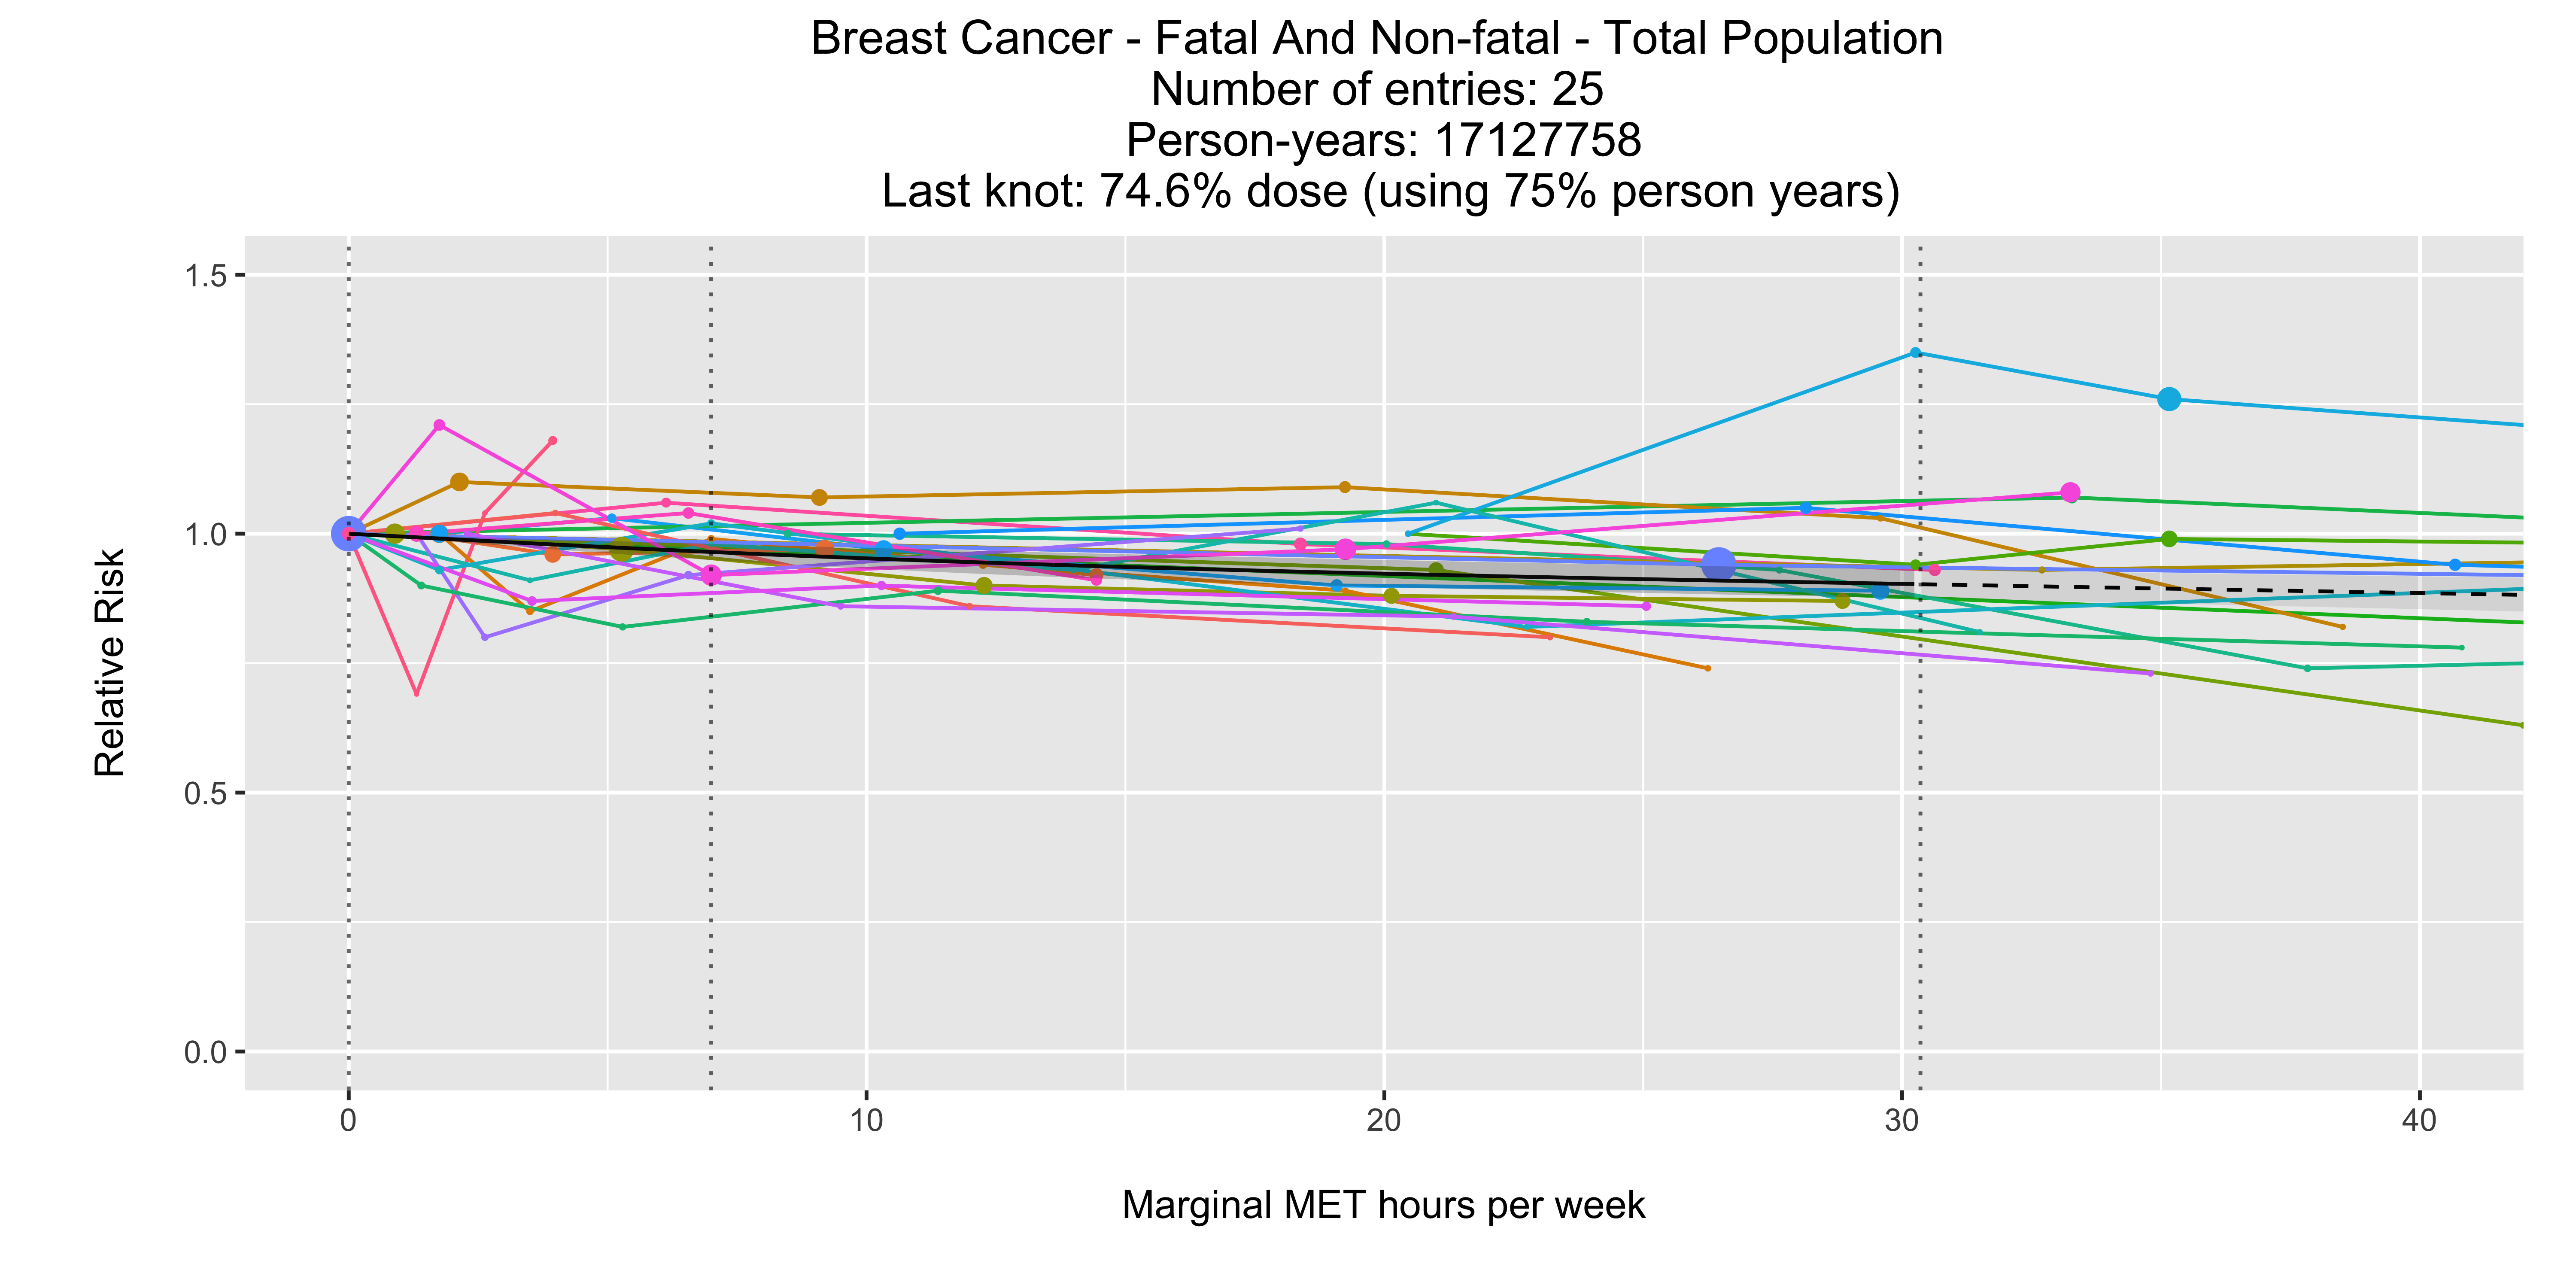 Breast Cancer - Fatal And Non-fatal - Total Population
Number of entries: 25
Person-years: 17127758
Last knot: 74.6% dose (using 75% person years)
1.5
1.0
0.5
0.0
Relative Risk
0 10 20 30 40
Marginal MET hours per week